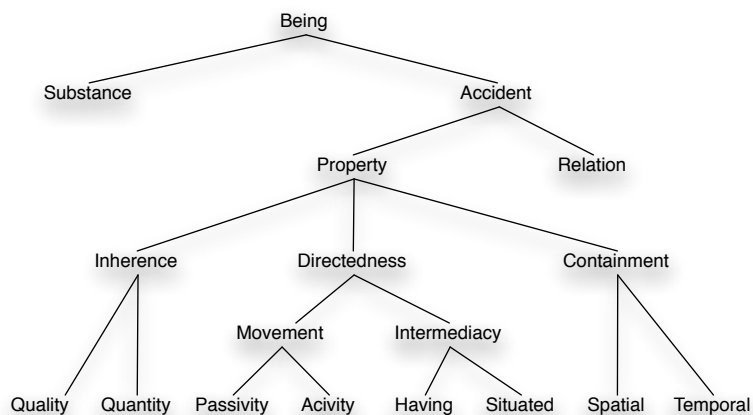 Being
Substance Accident
Property Relation
Inherence Directedness Containment
Movement Intermediacy
Quality Quantity Passivity Acivity Having Situated Spatial Temporal